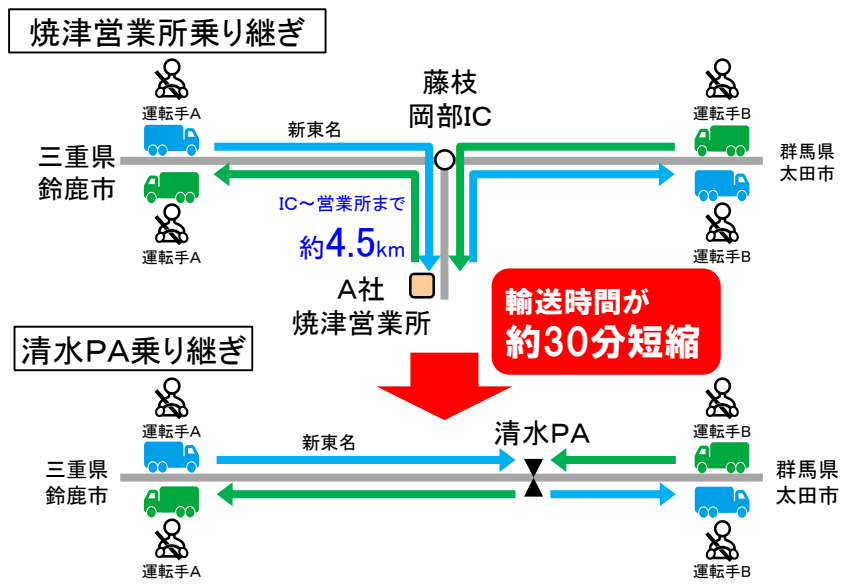 焼津営業所乗り継ぎ
運転手A
藤枝
岡部IC
運転手B
新東名
三重県
鈴鹿市
群馬県
太田市
IC～営業所まで
約4.5km
運転手A
運転手B
A社
焼津営業所
輸送時間が
約30分短縮
清水PA乗り継ぎ
運転手A
新東名
清水PA
運転手B
三重県
鈴鹿市
群馬県
太田市
運転手A
運転手B